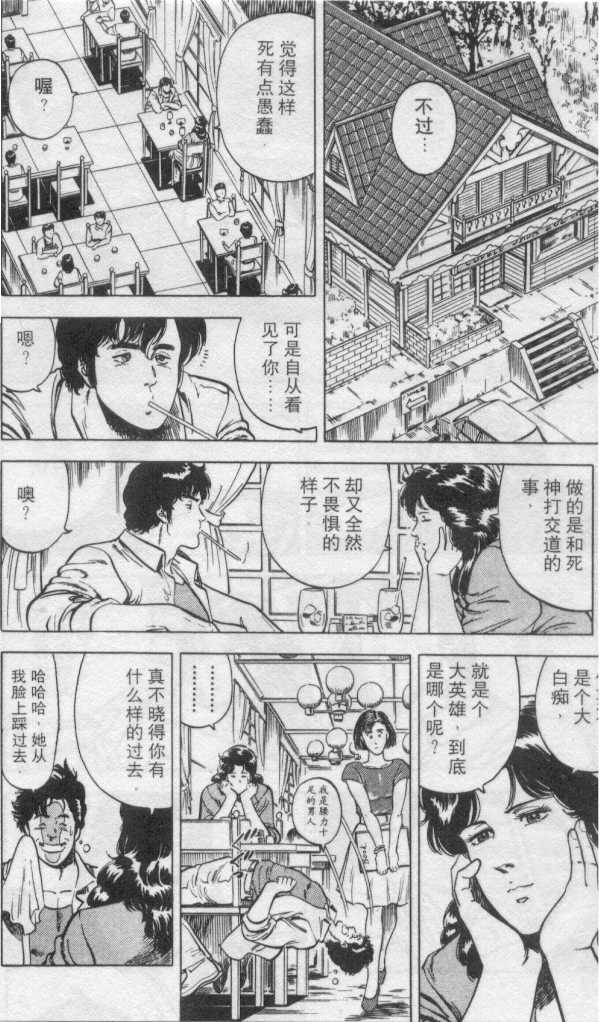 不过…
觉得这样
死有点愚蠢．
喔？
可是自从看
见了你……
嗯？
做的是和死
神打交道的
事．
却又全然
不畏惧的
样子．
噢？
是个大
白痴．
就是个
大英雄，到底
是哪个呢？
………
我是腰力十
足的男人
真不晓得你有
什么样的过去．
哈哈哈，她从
我脸上踩过去．